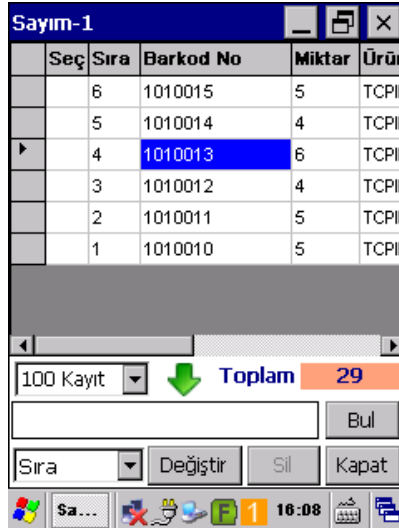 Sayım-1
Seç Sıra Barkod No Miktar Ürü
6 1010015 5 TCPI
5 1010014 4 TCPI
4 1010013 6 TCPI
3 1010012 4 TCPI
2 1010011 5 TCPI
1 1010010 5 TCPI
100 Kayıt Toplam 29
Bul
Sıra Değiştir Sil Kapat
Sa... F 1 16:08